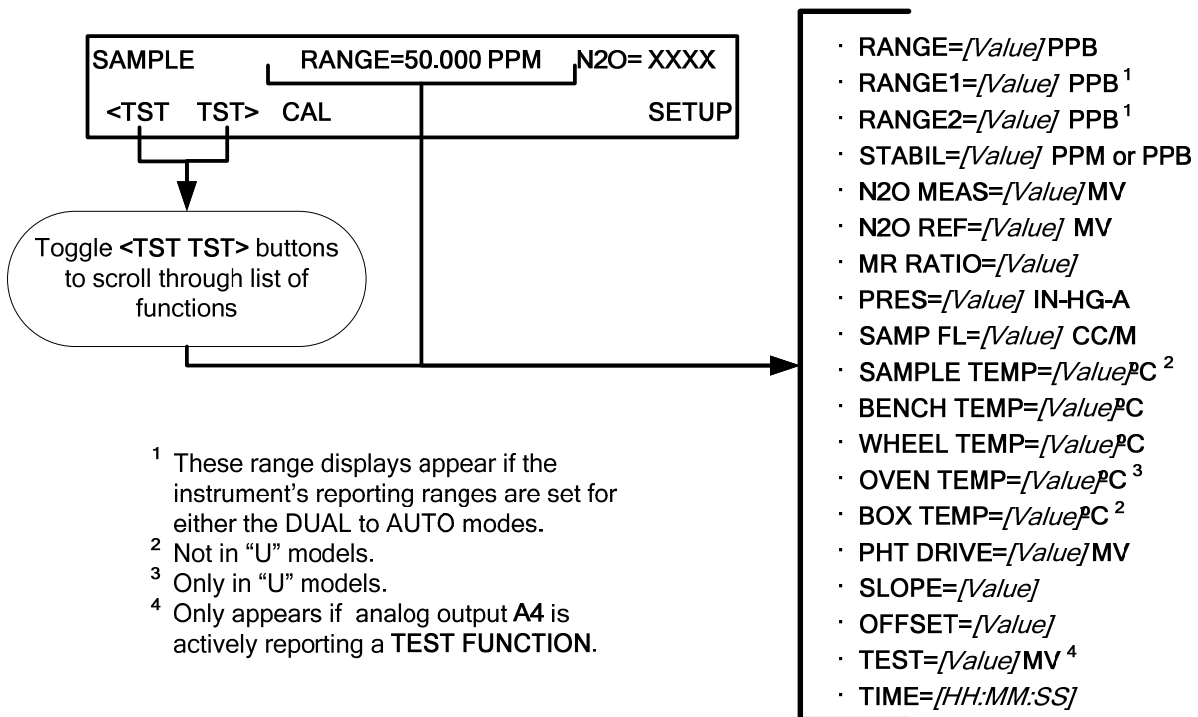 SAMPLE RANGE=50.000 PPM N2O= XXXX
<TST TST> CAL SETUP
Toggle <TST TST> buttons
to scroll through list of
functions
1 These range displays appear if the
instrument's reporting ranges are set for
either the DUAL to AUTO modes.
2 Not in “U” models.
3 Only in “U” models.
4 Only appears if analog output A4 is
actively reporting a TEST FUNCTION.
· RANGE=[Value] PPB
· RANGE1=[Value] PPB 1
· RANGE2=[Value] PPB 1
· STABIL=[Value] PPM or PPB
· N2O MEAS=[Value] MV
· N2O REF=[Value] MV
· MR RATIO=[Value]
· PRES=[Value] IN-HG-A
· SAMP FL=[Value] CC/M
· SAMPLE TEMP=[Value]ºC 2
· BENCH TEMP=[Value]ºC
· WHEEL TEMP=[Value]ºC
· OVEN TEMP=[Value]ºC 3
· BOX TEMP=[Value]ºC 2
· PHT DRIVE=[Value] MV
· SLOPE=[Value]
· OFFSET=[Value]
· TEST=[Value] MV 4
· TIME=[HH:MM:SS]